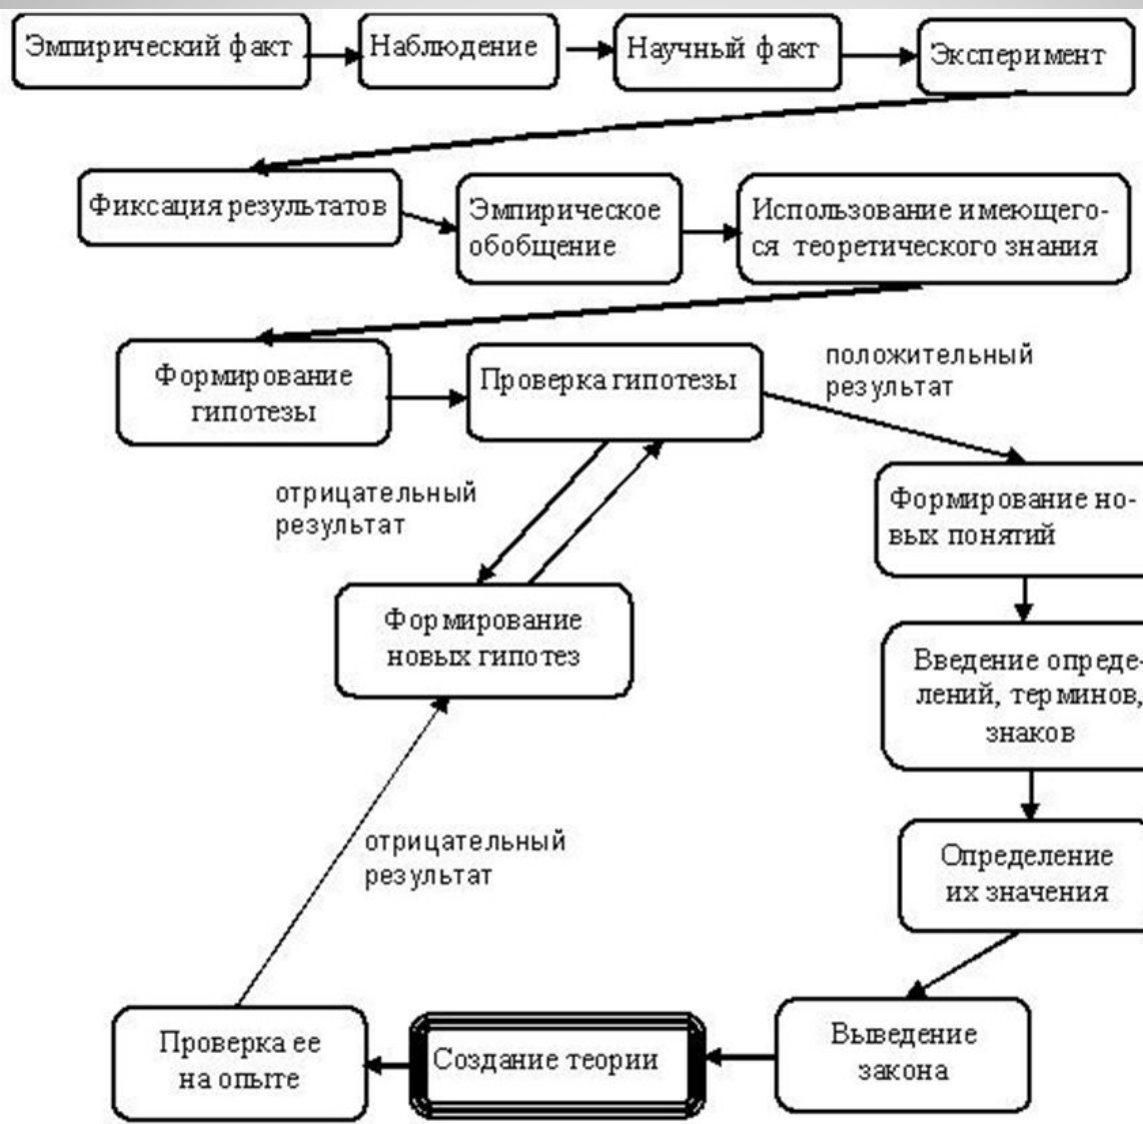 Эмпирический факт
Наблюдение
Научный факт
Эксперимент
Фиксация результатов
Эмпирическое
обобщение
Использование имеющего-
ся теоретического знания
Формирование
гипотезы
Проверка гипотезы
положительный
результат
отрицательный
результат
Формирование но-
вых понятий
Формирование
новых гипотез
Введение опреде-
лений, терминов,
знаков
отрицательный
результат
Определение
их значения
Проверка ее
на опыте
Создание теории
Выведение
закона